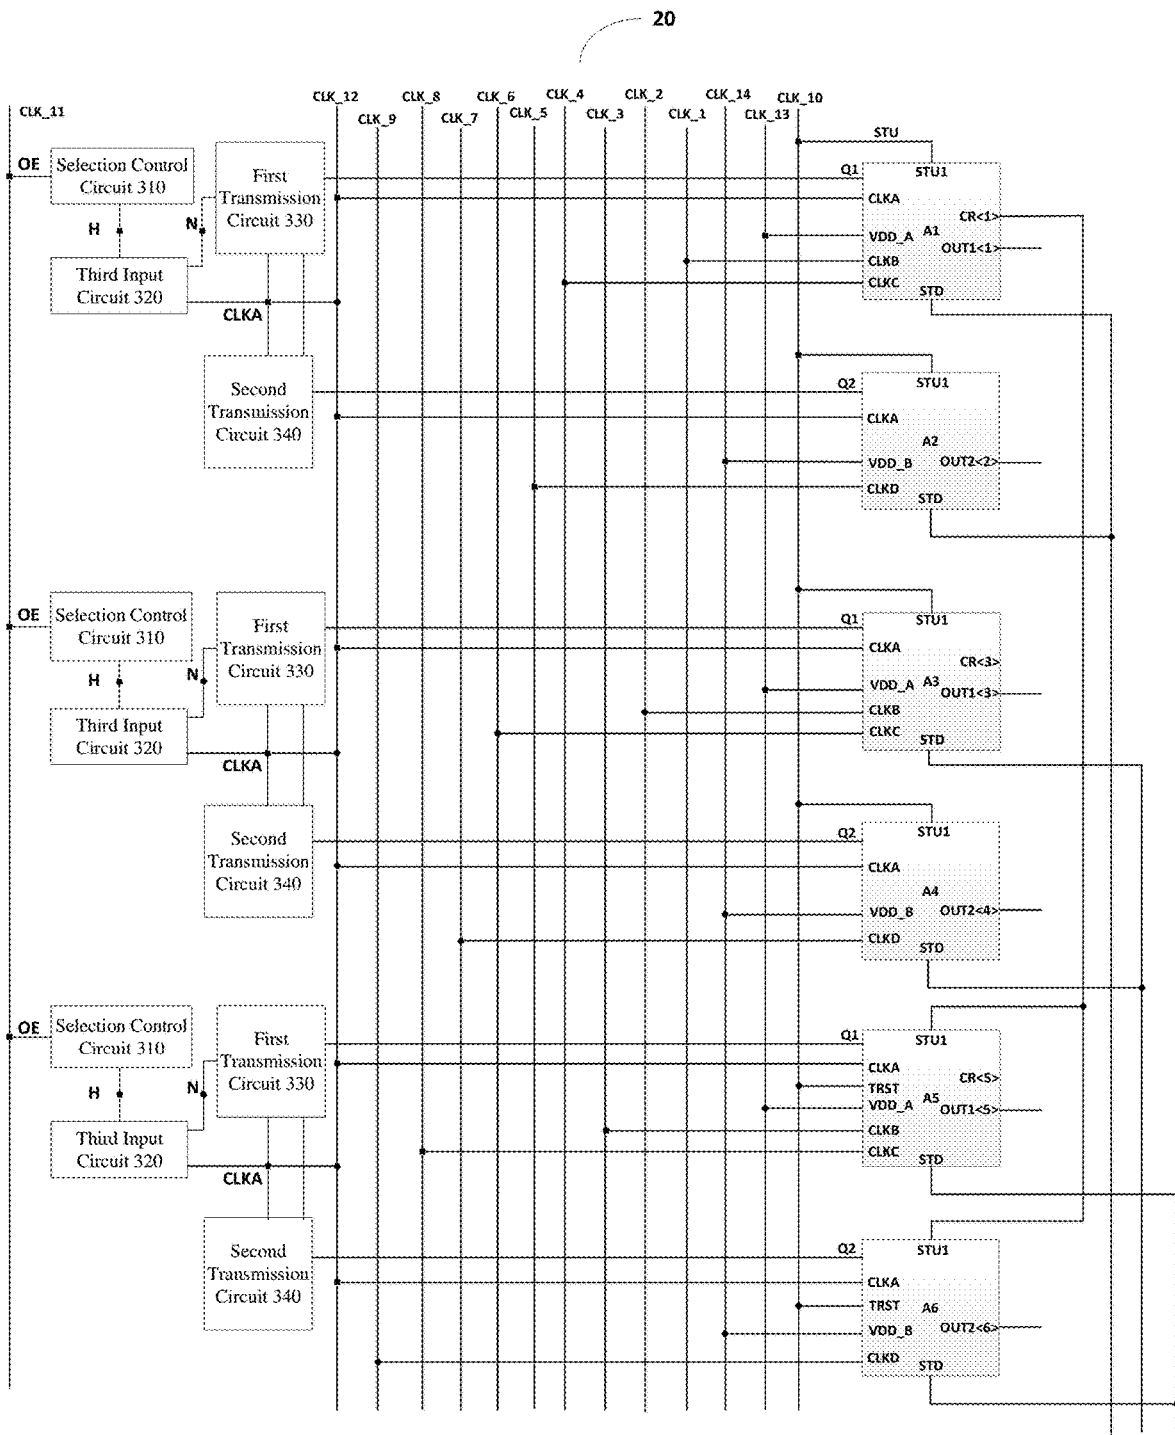 20
CLK_11
CLK_12
CLK_9
CLK_8
CLK_7
CLK_6
CLK_5
CLK_4
CLK_3
CLK_2
CLK_1
CLK_14
CLK_13
CLK_10
STU
OE
Selection Control
Circuit 310
H
N
Third Input
Circuit 320
First
Transmission
Circuit 330
CLKA
Second
Transmission
Circuit 340
Q1
STU1
CLKA
CR<1>
VDD_A
A1
OUT1<1>
CLKB
CLKC
STD
Q2
STU1
CLKA
A2
VDD_B
OUT2<2>
CLKD
STD
OE
Selection Control
Circuit 310
H
N
Third Input
Circuit 320
First
Transmission
Circuit 330
CLKA
Second
Transmission
Circuit 340
Q1
STU1
CLKA
CR<3>
VDD_A
A3
OUT1<3>
CLKB
CLKC
STD
Q2
STU1
CLKA
A4
VDD_B
OUT2<4>
CLKD
STD
OE
Selection Control
Circuit 310
H
N
Third Input
Circuit 320
First
Transmission
Circuit 330
CLKA
Second
Transmission
Circuit 340
Q1
STU1
CLKA
CR<5>
TRST
VDD_A
A5
OUT1<5>
CLKB
CLKC
STD
Q2
STU1
CLKA
TRST
A6
VDD_B
OUT2<6>
CLKD
STD